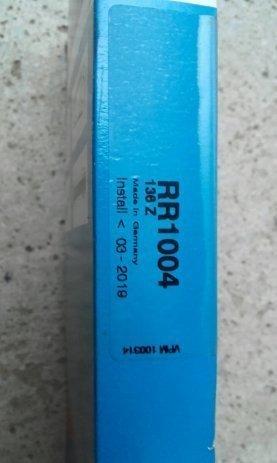 RR1004
136 Z
Made in Germany
Install < 03-2019
VPM 100314